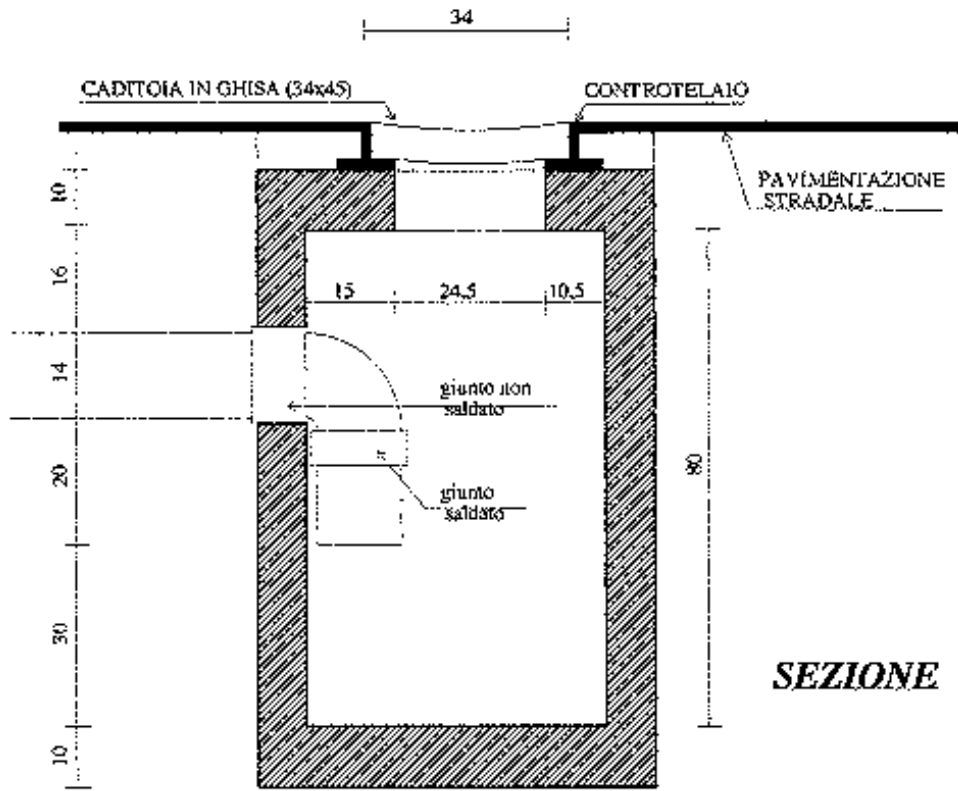 34
CADITOIA IN GHISA (34x45)
CONTROTELAIO
PAVIMENTAZIONE
STRADALE
10
16
14
20
30
10
15
24.5
10.5
giunto non
saldato
giunto
saldato
80
SEZIONE